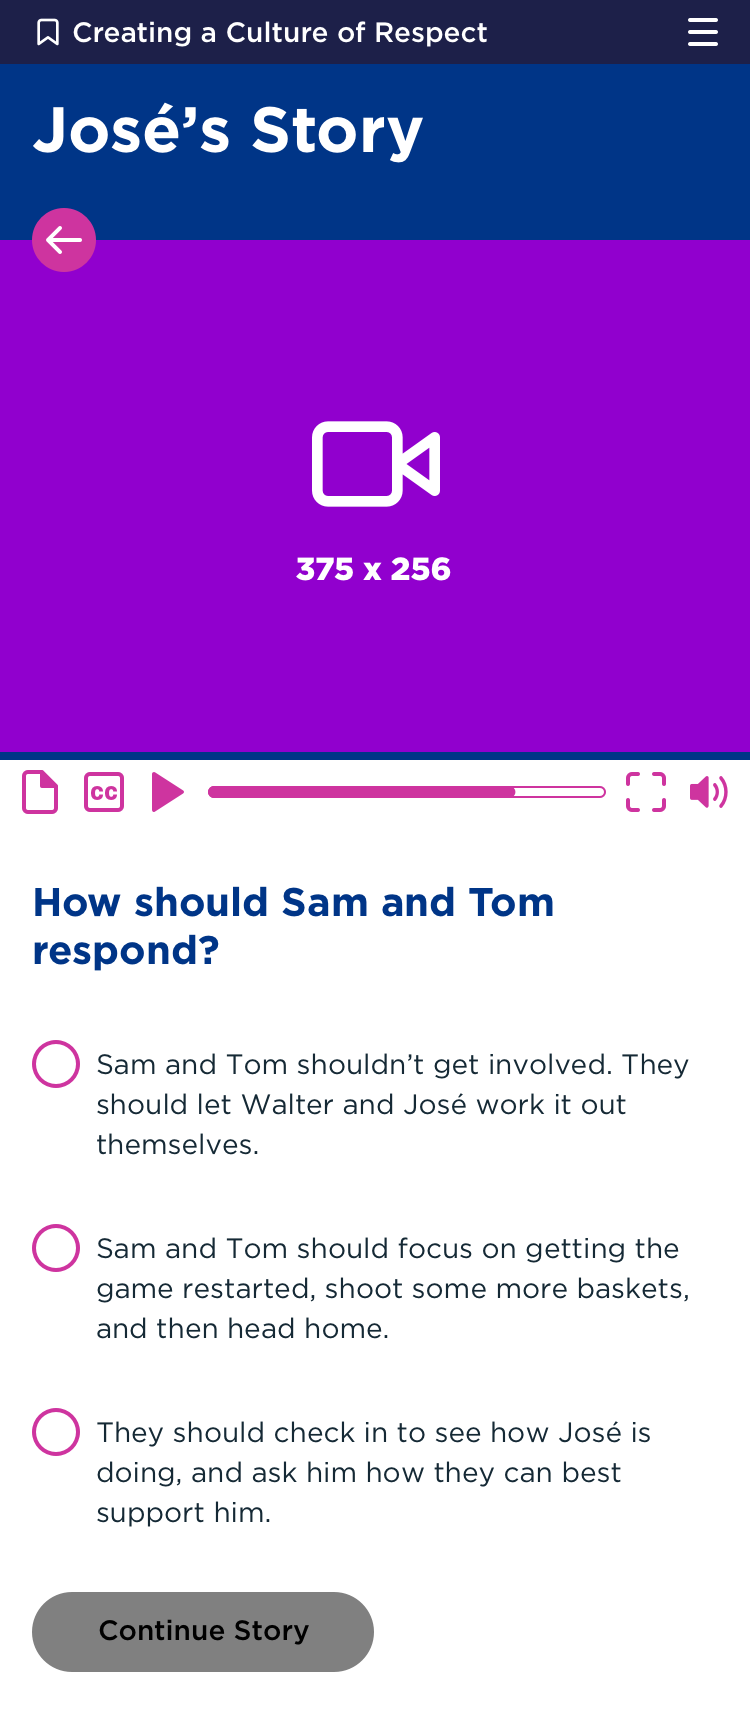 Creating a Culture of Respect
José’s Story
375 x 256
CC
How should Sam and Tom
respond?
Sam and Tom shouldn’t get involved. They
should let Walter and José work it out
themselves.
Sam and Tom should focus on getting the
game restarted, shoot some more baskets,
and then head home.
They should check in to see how José is
doing, and ask him how they can best
support him.
Continue Story